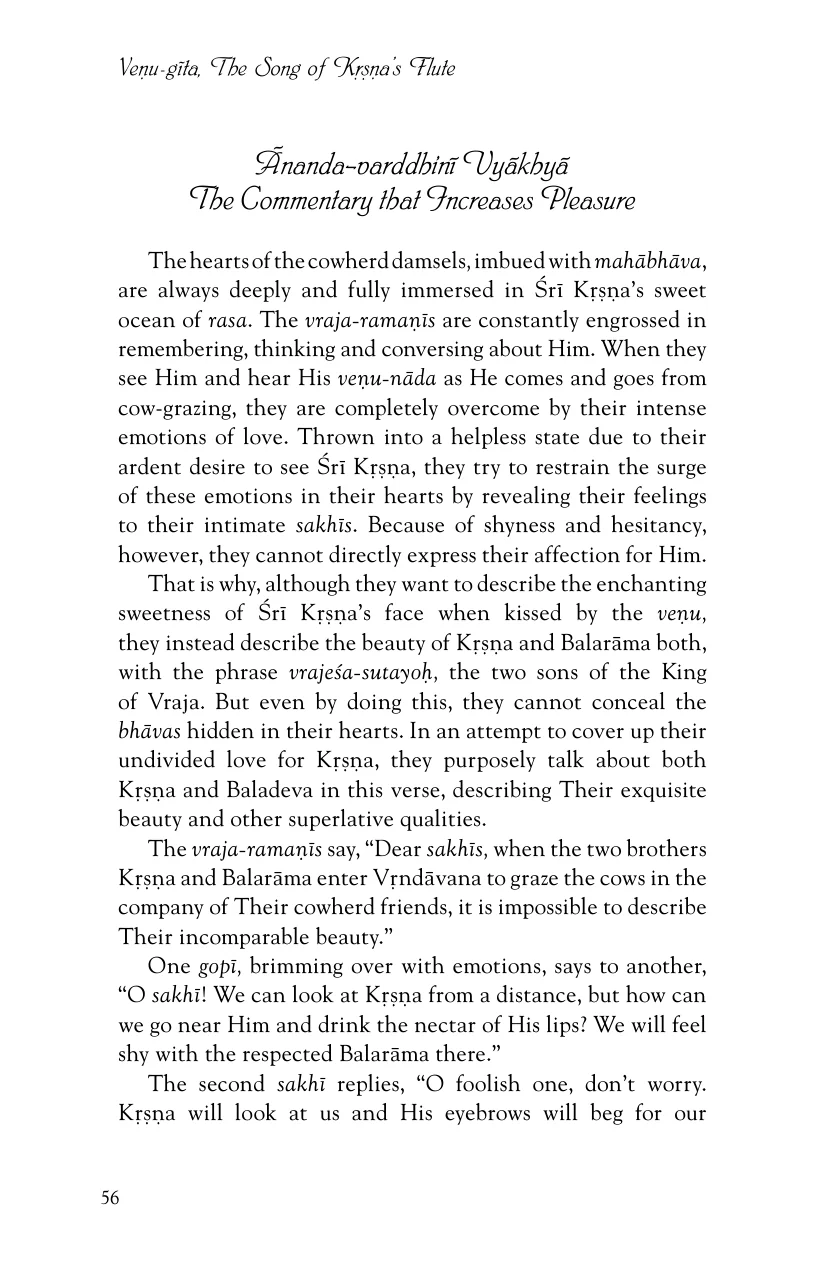 Veṇu-gīta, The Song of Kṛṣṇa’s Flute
Ānanda-varddhinī Vyākhyā
The Commentary that Increases Pleasure
The hearts of the cowherd damsels, imbued with mahābhāva,
are always deeply and fully immersed in Śrī Kṛṣṇa’s sweet
ocean of rasa. The vraja-ramaṇīs are constantly engrossed in
remembering, thinking and conversing about Him. When they
see Him and hear His veṇu-nāda as He comes and goes from
cow-grazing, they are completely overcome by their intense
emotions of love. Thrown into a helpless state due to their
ardent desire to see Śrī Kṛṣṇa, they try to restrain the surge
of these emotions in their hearts by revealing their feelings
to their intimate sakhīs. Because of shyness and hesitancy,
however, they cannot directly express their affection for Him.
That is why, although they want to describe the enchanting
sweetness of Śrī Kṛṣṇa’s face when kissed by the veṇu,
they instead describe the beauty of Kṛṣṇa and Balarāma both,
with the phrase vrajeśa-sutayoḥ, the two sons of the King
of Vraja. But even by doing this, they cannot conceal the
bhāvas hidden in their hearts. In an attempt to cover up their
undivided love for Kṛṣṇa, they purposely talk about both
Kṛṣṇa and Baladeva in this verse, describing Their exquisite
beauty and other superlative qualities.
The vraja-ramaṇīs say, “Dear sakhīs, when the two brothers
Kṛṣṇa and Balarāma enter Vṛndāvana to graze the cows in the
company of Their cowherd friends, it is impossible to describe
Their incomparable beauty.”
One gopī, brimming over with emotions, says to another,
“O sakhī! We can look at Kṛṣṇa from a distance, but how can
we go near Him and drink the nectar of His lips? We will feel
shy with the respected Balarāma there.”
The second sakhī replies, “O foolish one, don’t worry.
Kṛṣṇa will look at us and His eyebrows will beg for our
56